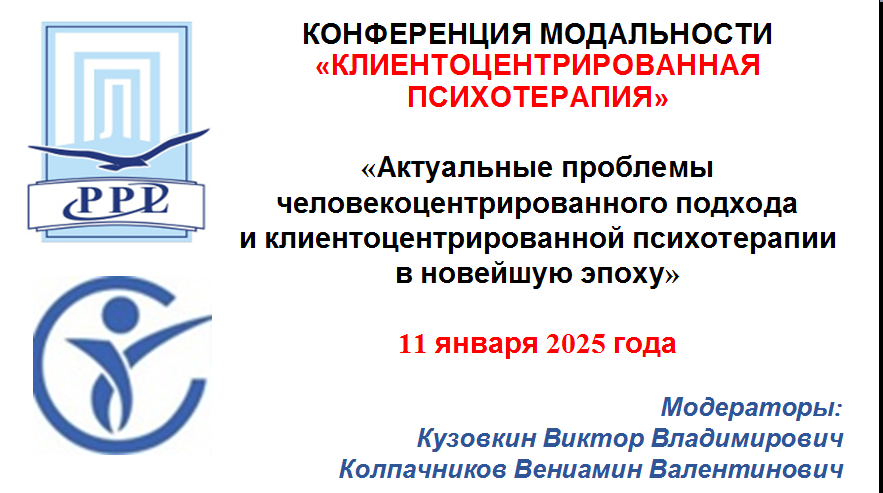 КОНФЕРЕНЦИЯ МОДАЛЬНОСТИ
«КЛИЕНТОЦЕНТРИРОВАННАЯ
ПСИХОТЕРАПИЯ»
«Актуальные проблемы
человекоцентрированного подхода
и клиентоцентрированной психотерапии
в новейшую эпоху»
11 января 2025 года
Модераторы:
Кузовкин Виктор Владимирович
Колпачников Вениамин Валентинович
PPL